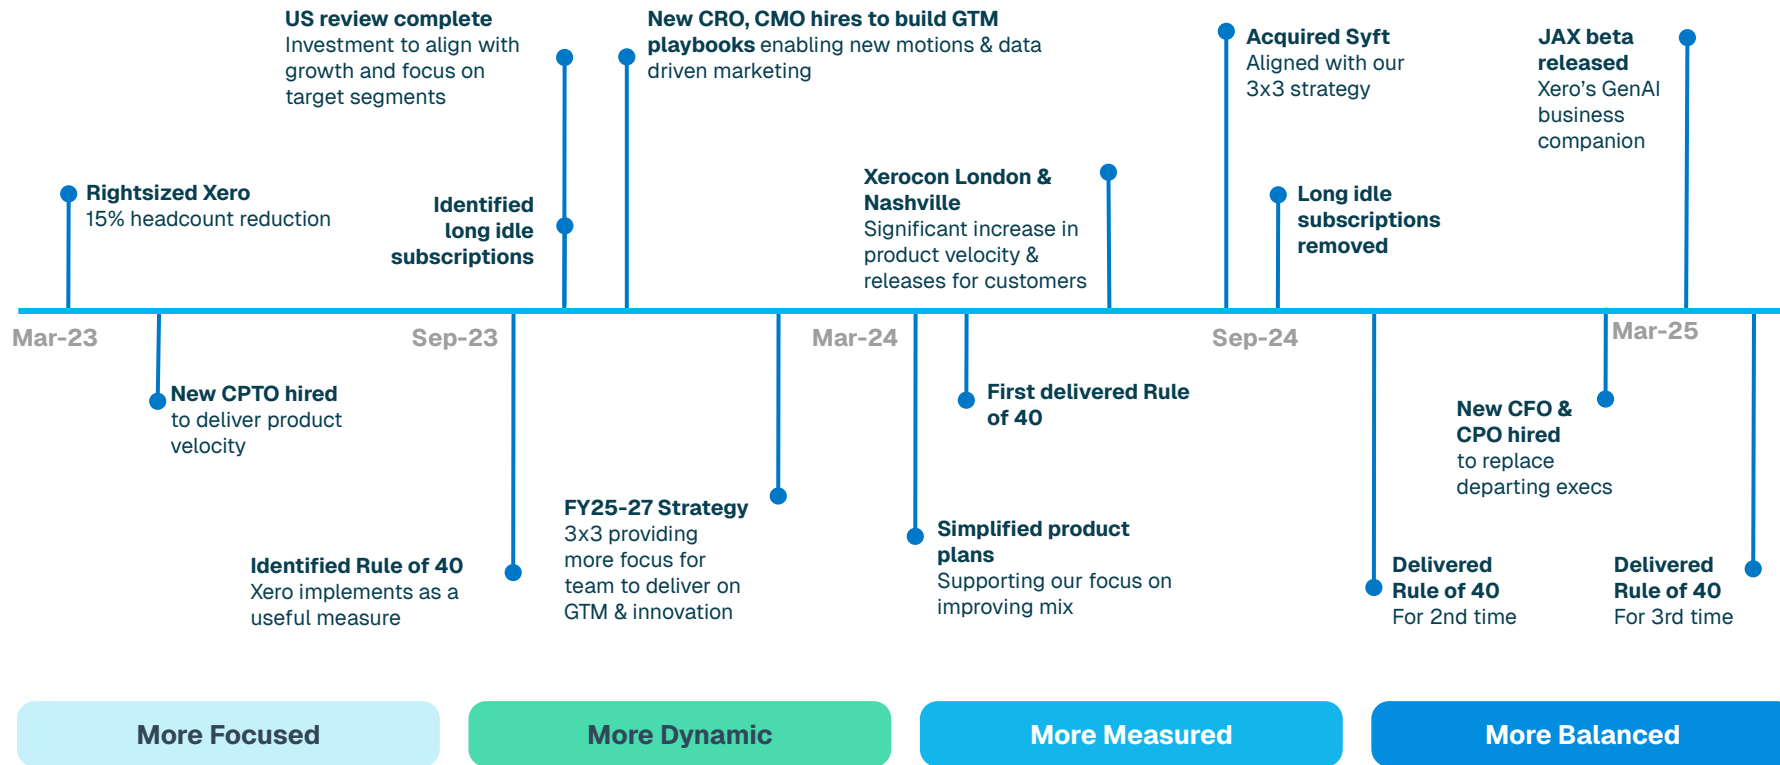 US review complete
Investment to align with
growth and focus on
target segments
New CRO, CMO hires to build GTM
playbooks enabling new motions & data
driven marketing
Acquired Syft
Aligned with our
3x3 strategy
JAX beta
released
Xero's GenAI
business
companion
Rightsized Xero
15% headcount reduction
Identified
long idle
subscriptions
Xerocon London &
Nashville
Significant increase in
product velocity &
releases for customers
Long idle
subscriptions
removed
Mar-23
Sep-23
Mar-24
Sep-24
Mar-25
New CPTO hired
to deliver product
velocity
First delivered Rule
of 40
New CFO &
CPO hired
to replace
departing execs
Identified Rule of 40
Xero implements as a
useful measure
FY25-27 Strategy
3x3 providing
more focus for
team to deliver on
GTM & innovation
Simplified product
plans
Supporting our focus on
improving mix
Delivered
Rule of 40
For 2nd time
Delivered
Rule of 40
For 3rd time
More Focused
More Dynamic
More Measured
More Balanced